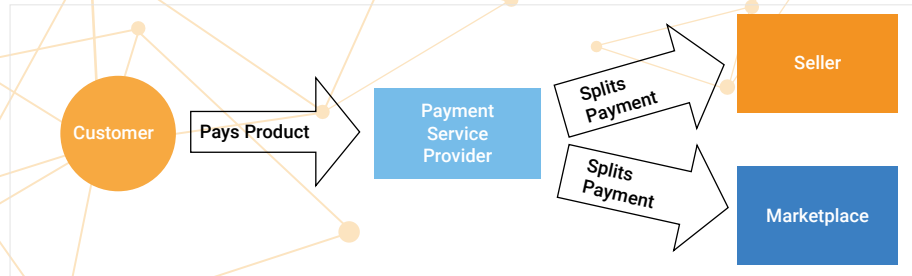 Customer
Pays Product
Payment
Service
Provider
Splits
Payment
Seller
Splits
Payment
Marketplace